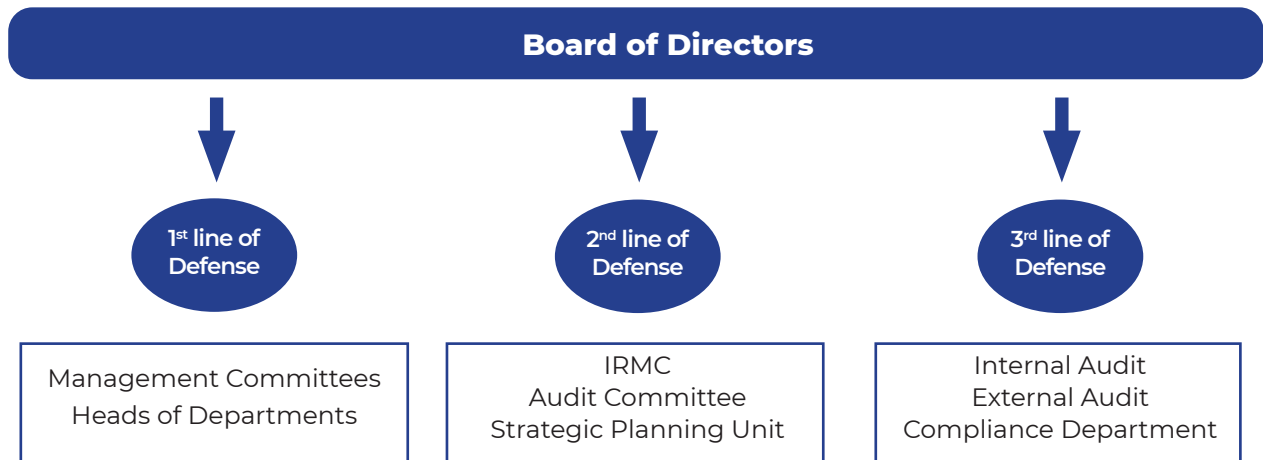 Board of Directors
1st line of
Defense
2nd line of
Defense
3rd line of
Defense
Management Committees
Heads of Departments
IRMC
Audit Committee
Strategic Planning Unit
Internal Audit
External Audit
Compliance Department